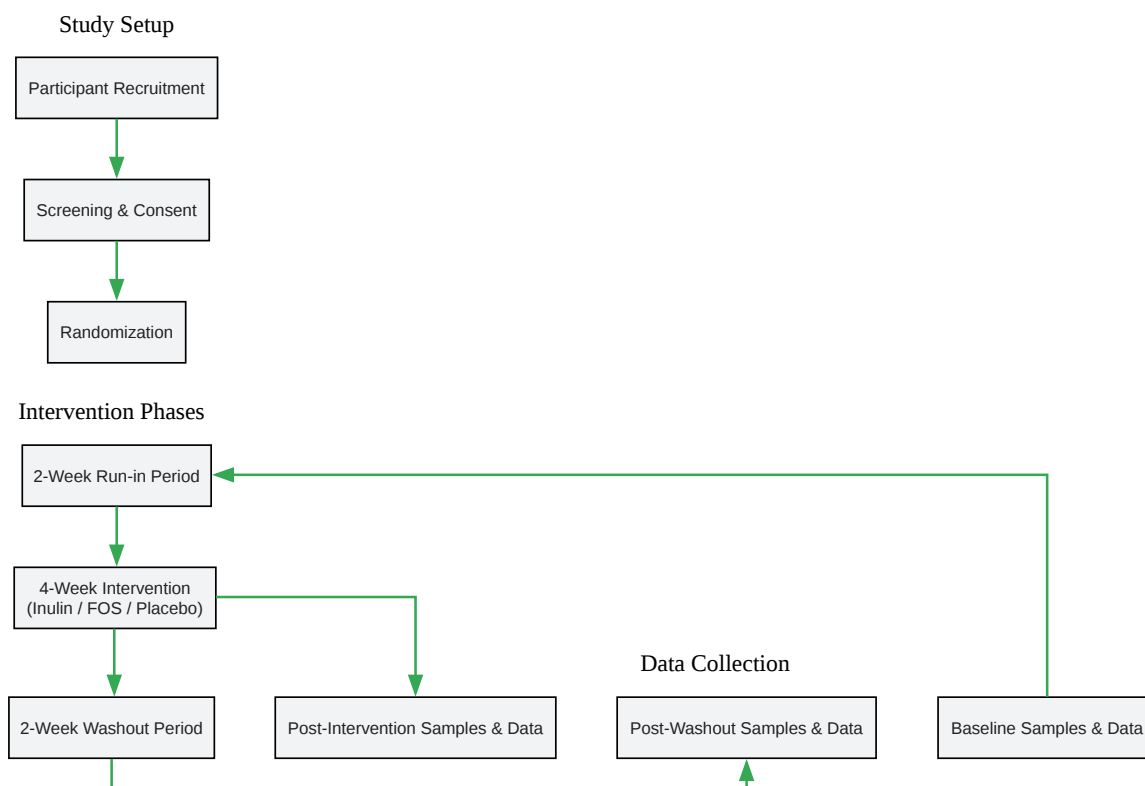 Study Setup
Participant Recruitment
Screening & Consent
Randomization
Intervention Phases
2-Week Run-in Period
4-Week Intervention
(Inulin / FOS / Placebo)
Data Collection
2-Week Washout Period
Post-Intervention Samples & Data
Post-Washout Samples & Data
Baseline Samples & Data